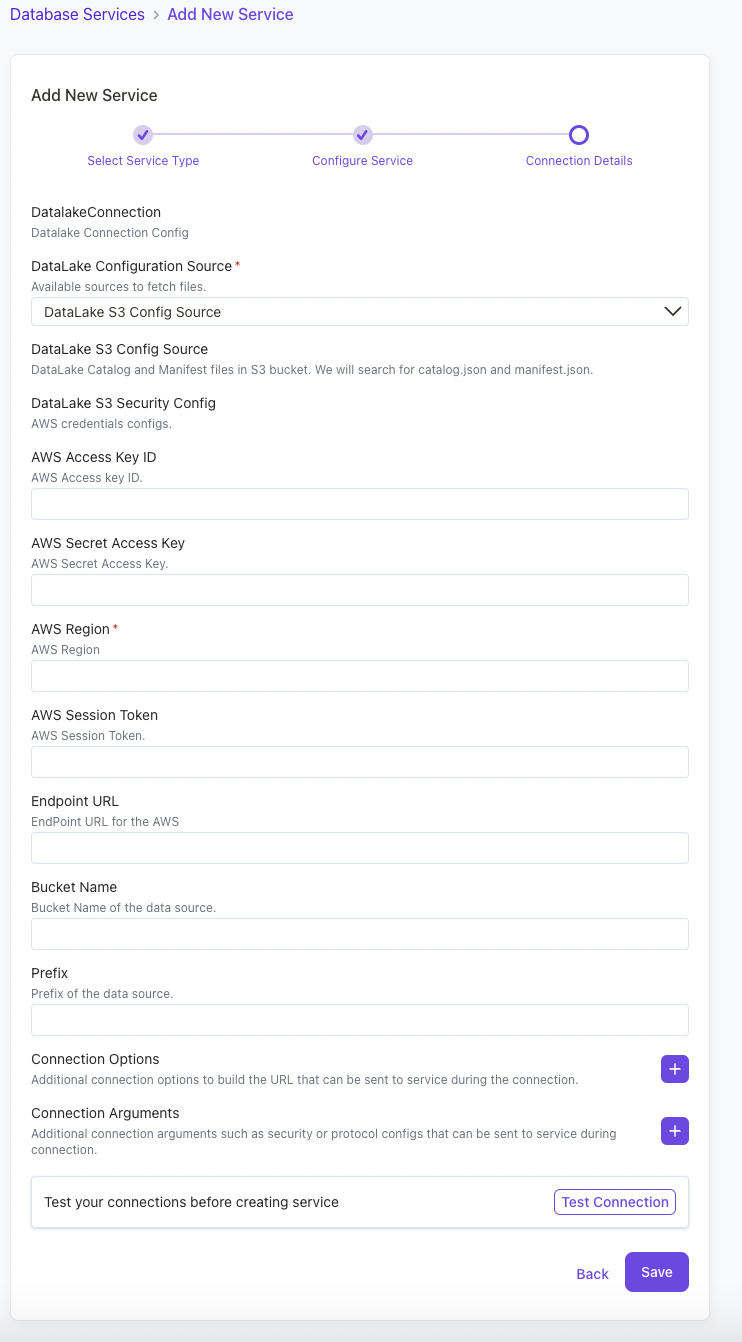 Database Services > Add New Service
Add New Service
Select Service Type
Configure Service
Connection Details
DatalakeConnection
Datalake Connection Config
DataLake Configuration Source*
Available sources to fetch files.
DataLake S3 Config Source
DataLake S3 Config Source
DataLake Catalog and Manifest files in S3 bucket. We will search for catalog.json and manifest.json.
DataLake S3 Security Config
AWS credentials configs.
AWS Access Key ID
AWS Access key ID.
AWS Secret Access Key
AWS Secret Access Key.
AWS Region*
AWS Region
AWS Session Token
AWS Session Token.
Endpoint URL
EndPoint URL for the AWS
Bucket Name
Bucket Name of the data source.
Prefix
Prefix of the data source.
Connection Options
Additional connection options to build the URL that can be sent to service during the connection.
Connection Arguments
Additional connection arguments such as security or protocol configs that can be sent to service during
connection.
Test your connections before creating service
Test Connection
Back
Save